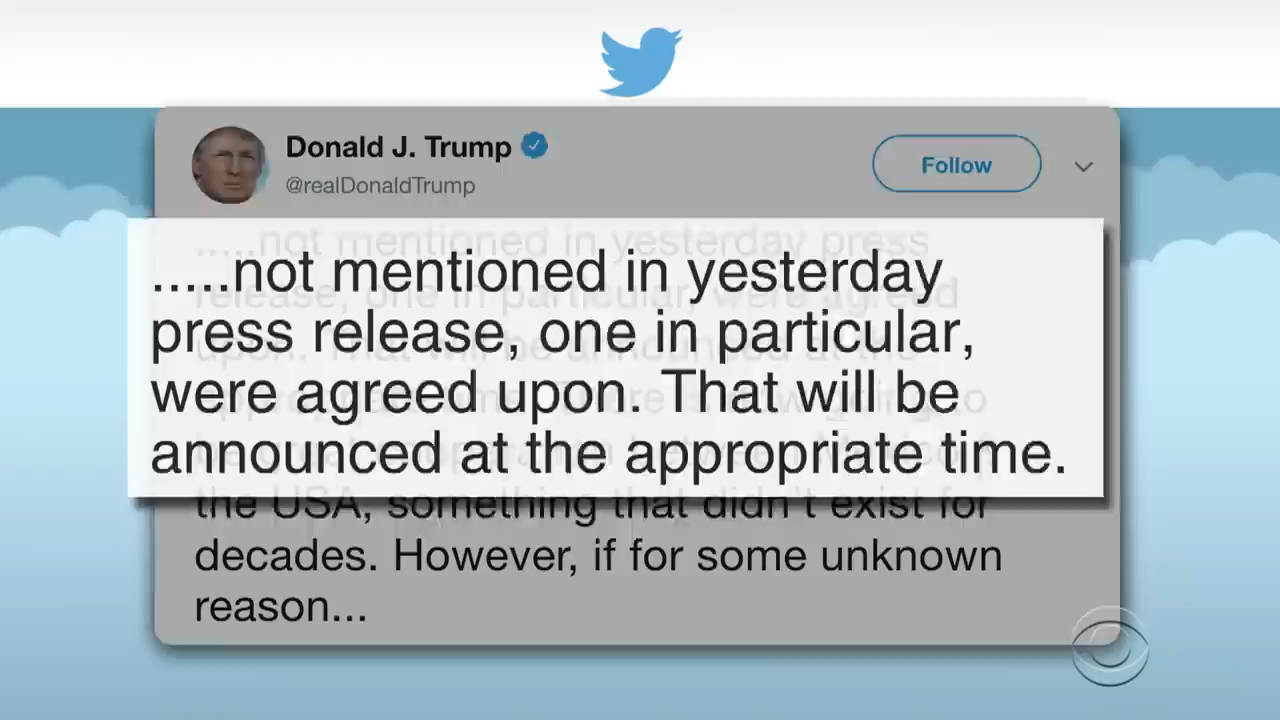 Donald J. Trump
@realDonaldTrump
Follow
.....not mentioned in yesterday
press release, one in particular,
were agreed upon. That will be
announced at the appropriate time.
the USA, something that didn't exist for
decades. However, if for some unknown
reason...